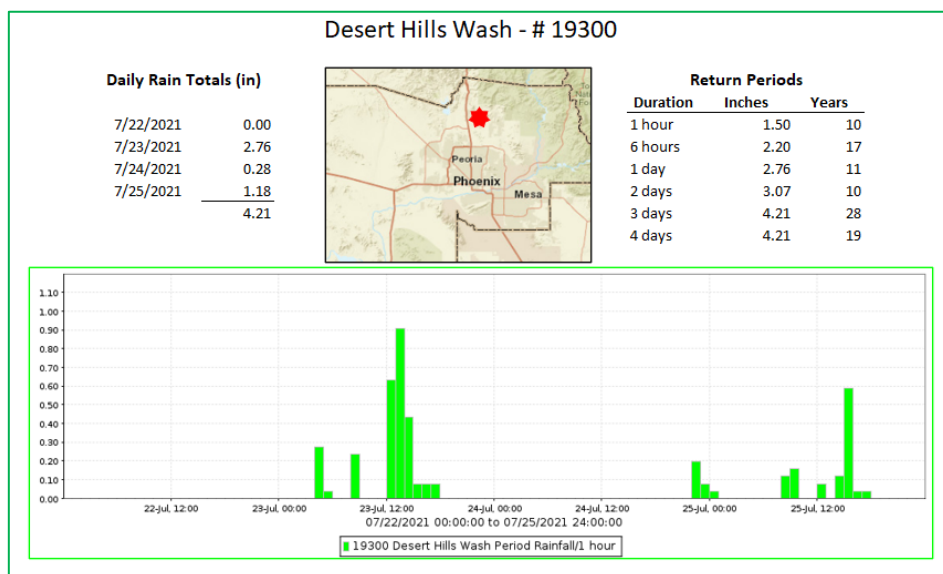 Desert Hills Wash - # 19300
Daily Rain Totals (in)
7/22/2021 0.00
7/23/2021 2.76
7/24/2021 0.28
7/25/2021 1.18
4.21
Peoria
Phoenix
Mesa
Return Periods
Duration Inches Years
1 hour 1.50 10
6 hours 2.20 17
1 day 2.76 11
2 days 3.07 10
3 days 4.21 28
4 days 4.21 19
1.10
1.00
0.90
0.80
0.70
0.60
0.50
0.40
0.30
0.20
0.10
0.00
22-Jul, 12:00 23-Jul, 00:00 23-Jul, 12:00 24-Jul, 00:00 24-Jul, 12:00 25-Jul, 00:00 25-Jul, 12:00
07/22/2021 00:00:00 to 07/25/2021 24:00:00
19300 Desert Hills Wash Period Rainfall/1 hour